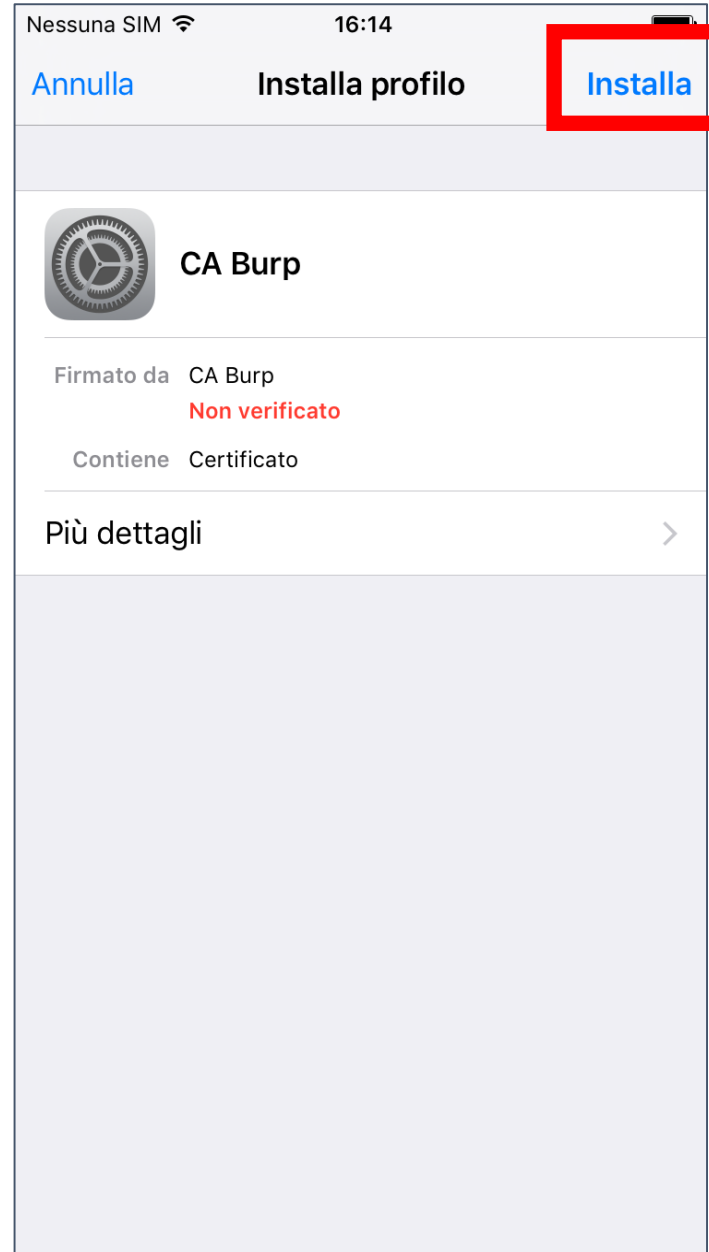 Nessuna SIM 16:14
Annulla Installa profilo Installa
CA Burp
Firmato da CA Burp
Non verificato
Contiene Certificato
Più dettagli